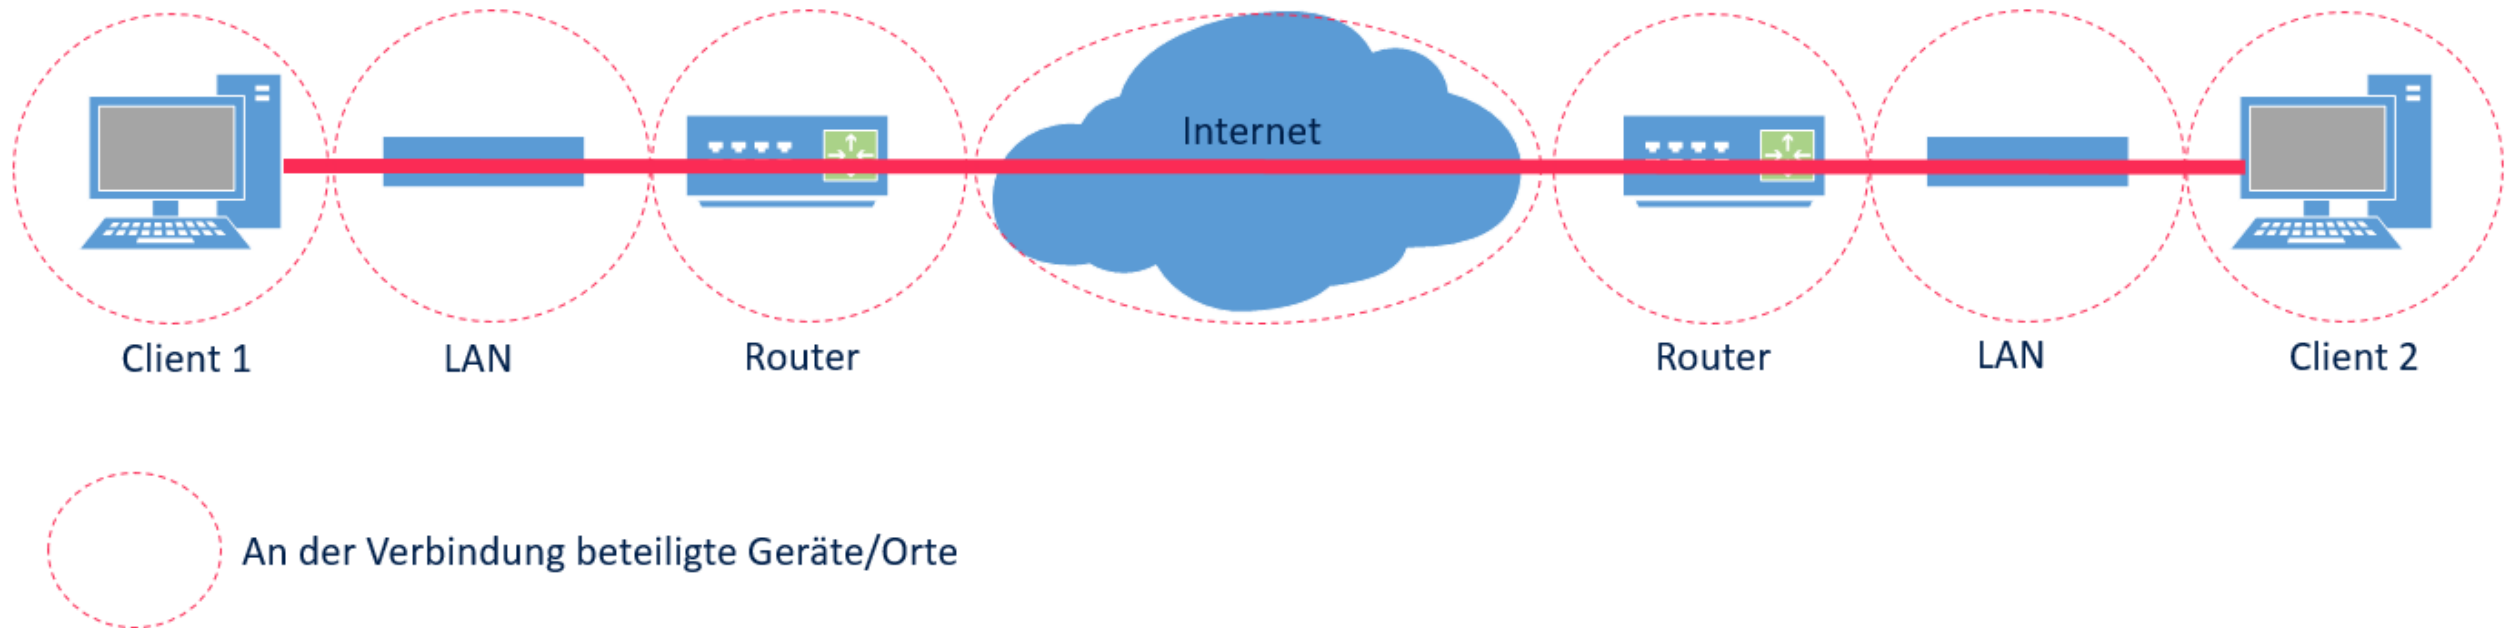 Internet
Client 1
LAN
Router
Router
LAN
Client 2
An der Verbindung beteiligte Geräte/Orte